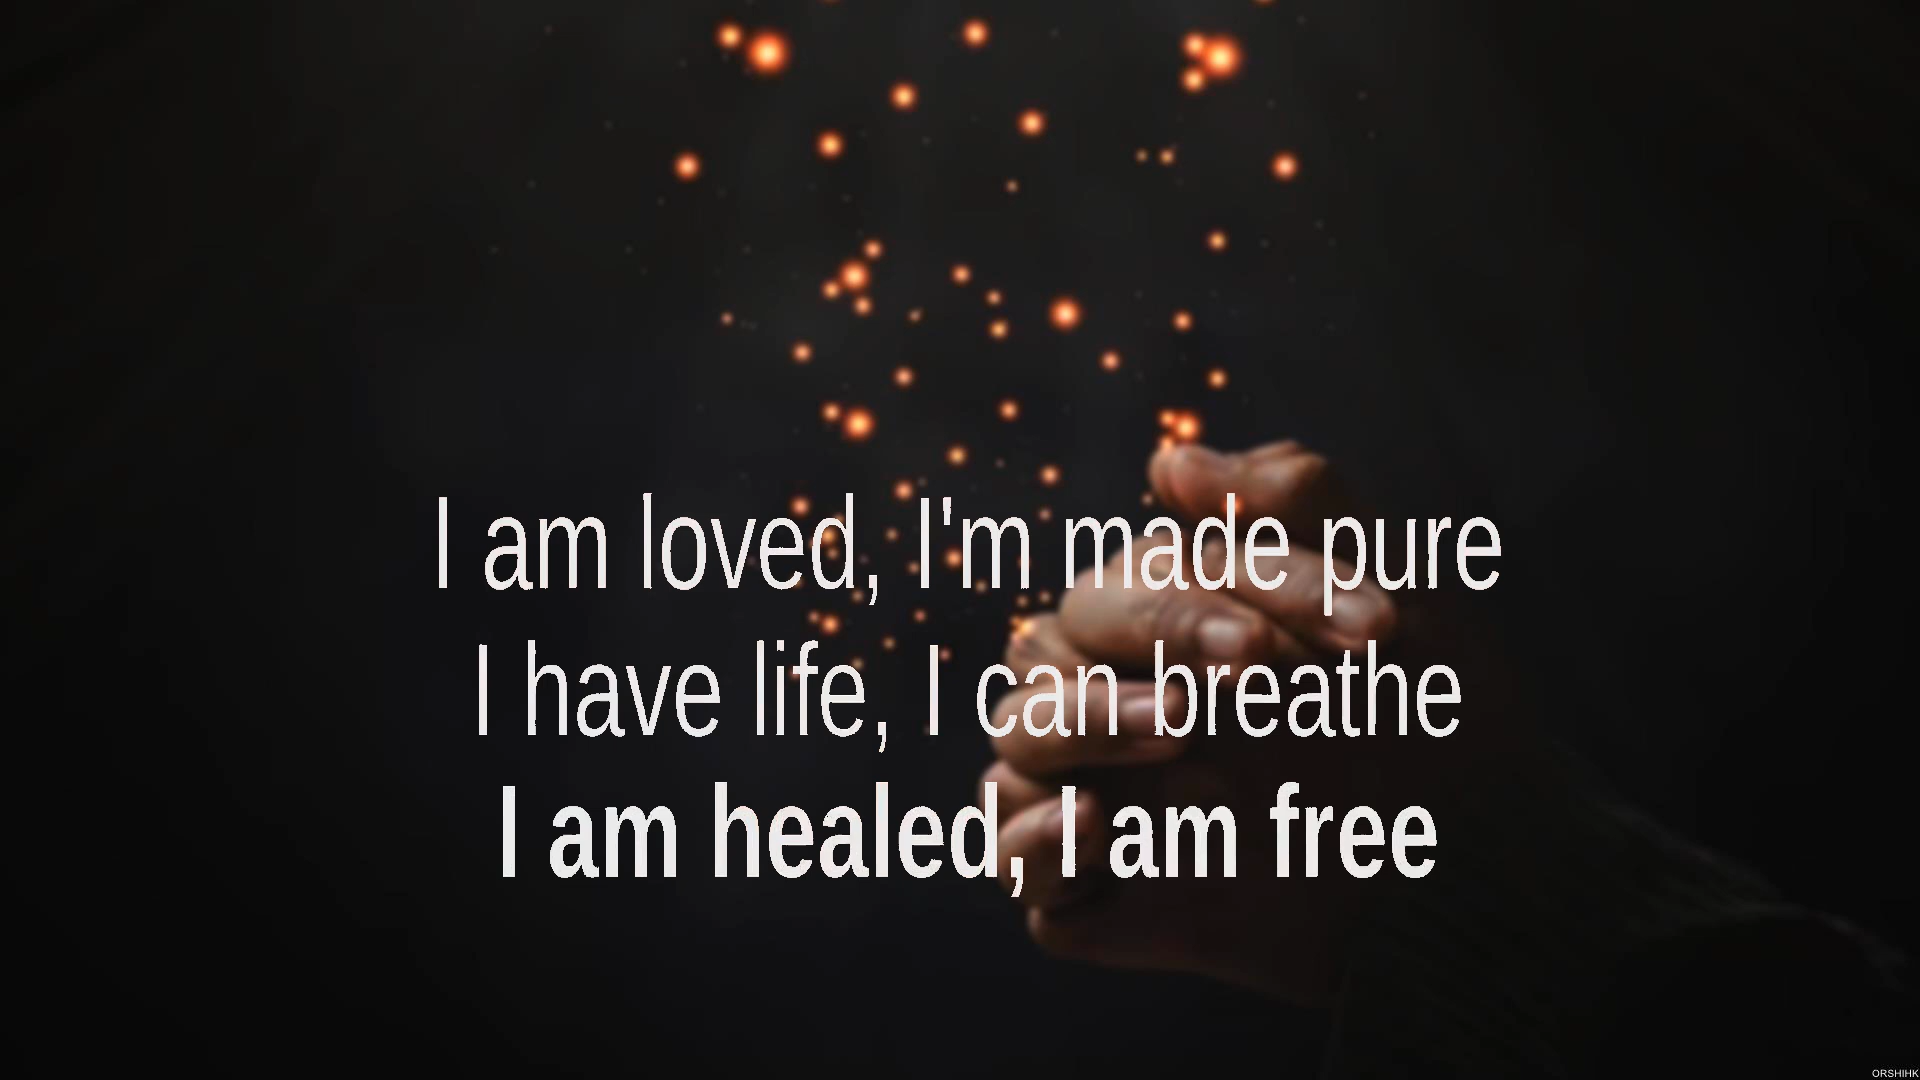 I am loved, I'm made pure
I have life, I can breathe
I am healed, I am free
ORSHIHK